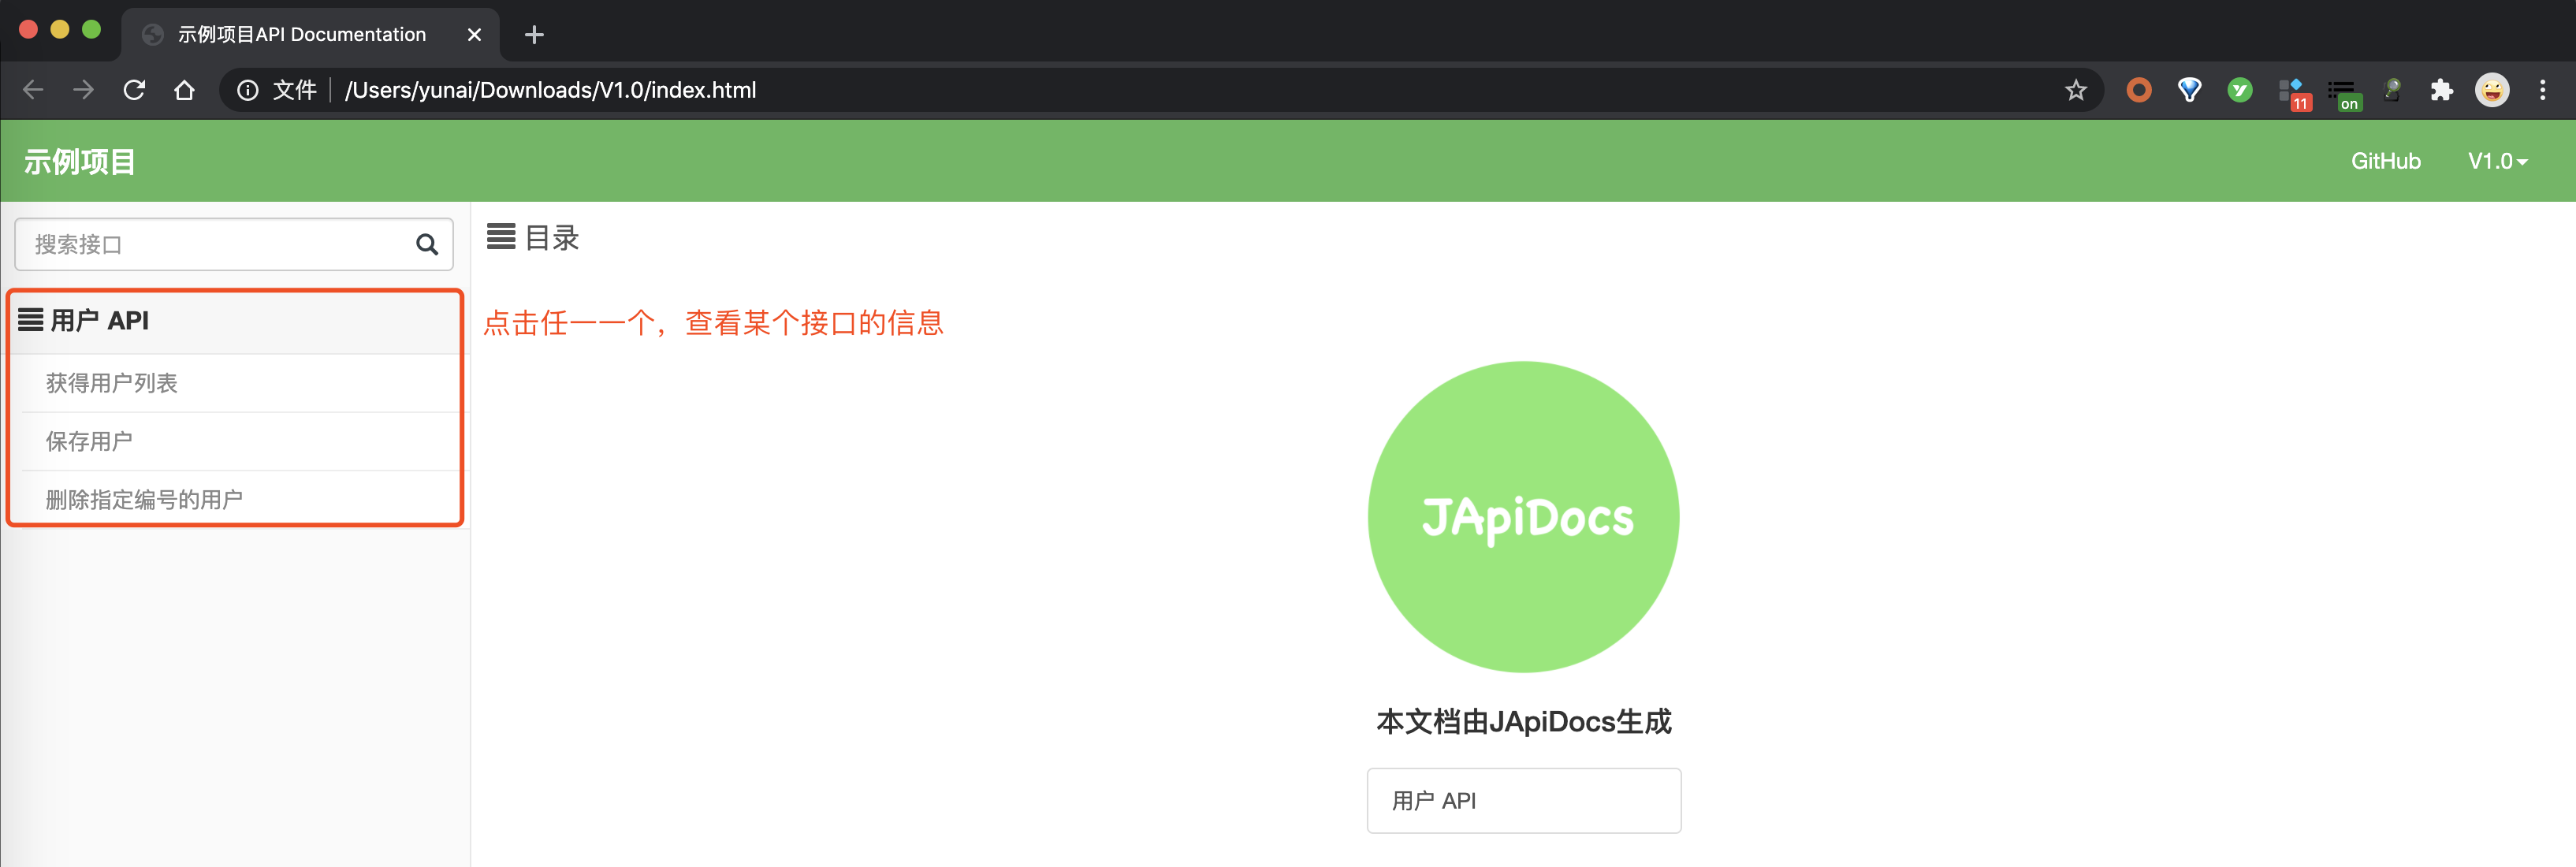 示例项目API Documentation
文件 /Users/yunai/Downloads/V1.0/index.html
11
on
示例项目
GitHub
V1.0
搜索接口
目录
用户 API
获得用户列表
保存用户
删除指定编号的用户
点击任一一个，查看某个接口的信息
JApiDocs
本文档由JApiDocs生成
用户 API